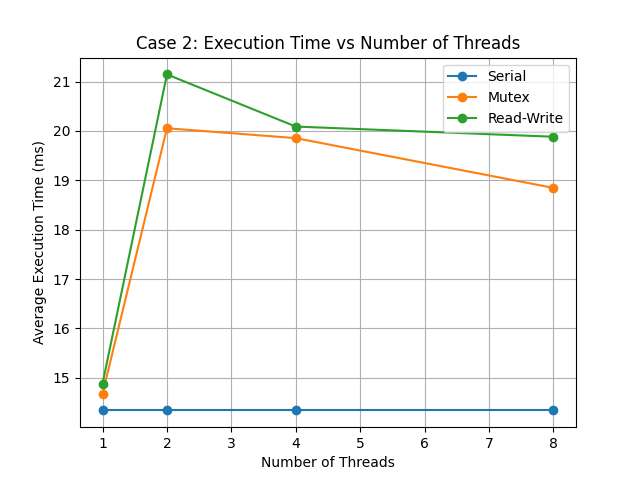 Case 2: Execution Time vs Number of Threads
Serial
Mutex
Read-Write
Average Execution Time (ms)
21
20
19
18
17
16
15
1 2 3 4 5 6 7 8
Number of Threads